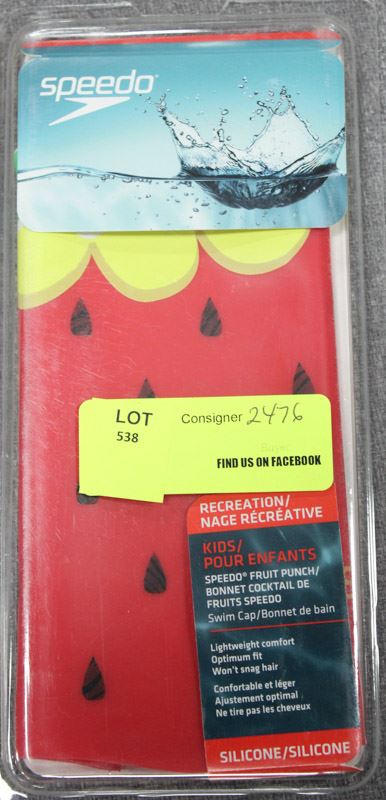 speedo
LOT
538
Consigner 2476
Buyer
FIND US ON FACEBOOK
RECREATION/
NAGE RÉCRÉATIVE
KIDS/
POUR ENFANTS
SPEEDO® FRUIT PUNCH/
BONNET COCKTAIL DE
FRUITS SPEEDO
Swim Cap/Bonnet de bain
Lightweight comfort
Optimum fit
Won't snag hair
Confortable et léger
Ajustement optimal
Ne tire pas les cheveux
SILICONE/SILICONE